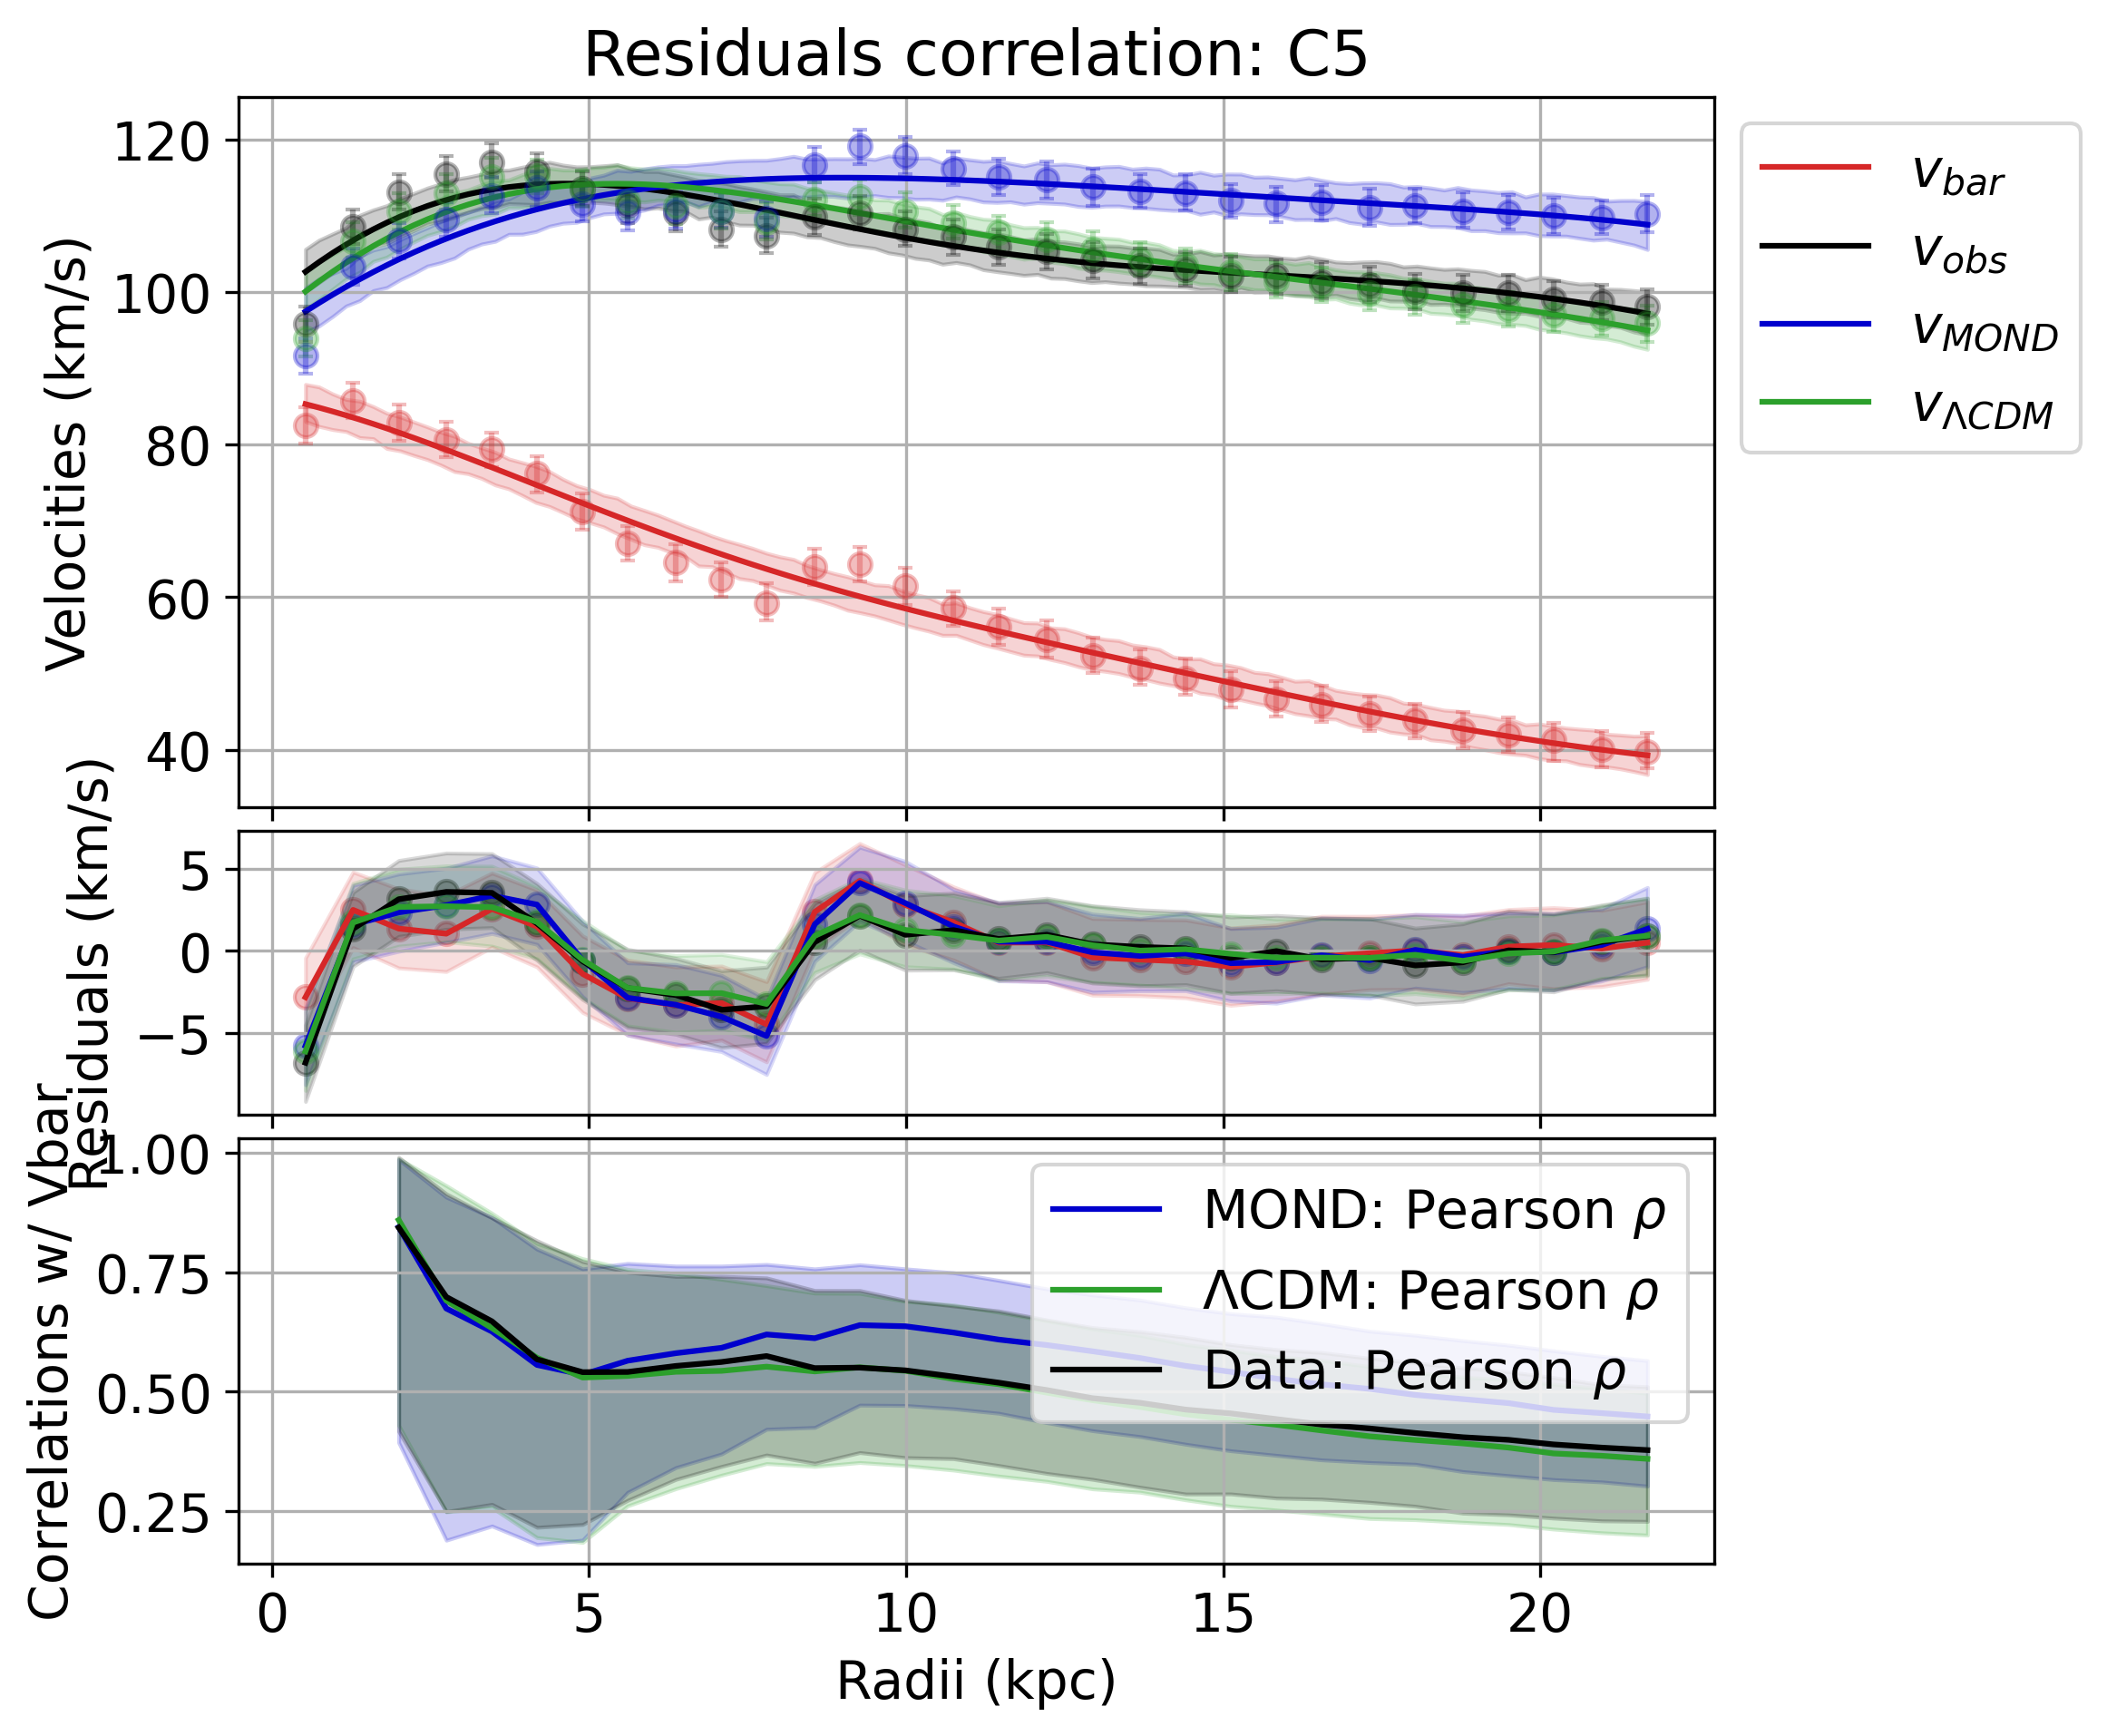 Residuals correlation: C5
120
100
80
60
40
Velocities (km/s)
v_bar
v_obs
v_MOND
v_ΛCDM
5
0
−5
Residuals (km/s)
1.00
0.75
0.50
0.25
Correlations w/ Vbar
MOND: Pearson ρ
ΛCDM: Pearson ρ
Data: Pearson ρ
0 5 10 15 20
Radii (kpc)